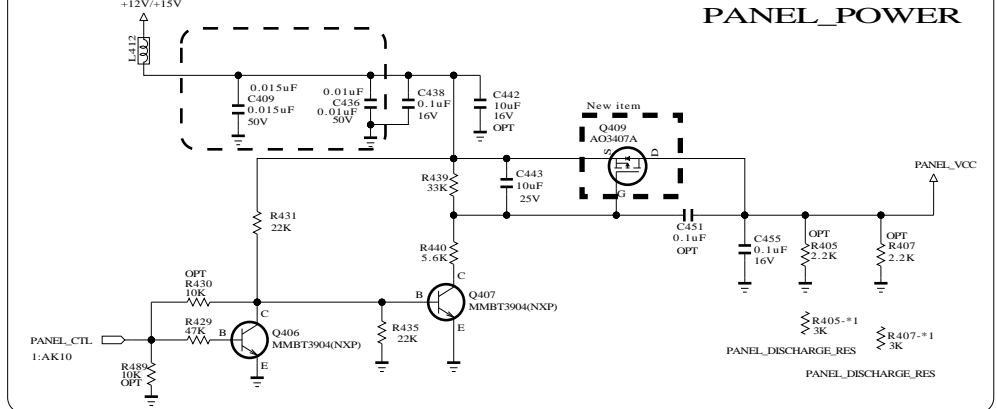 +12V/+15V
PANEL_POWER
L412
0.015uF
C409
0.015uF
50V
0.01uF
C436
0.01uF
50V
C438
0.1uF
16V
C442
10uF
16V
OPT
New item
Q409
AO3407A
S
D
G
PANEL_VCC
R439
33K
C443
10uF
25V
R431
22K
C451
0.1uF
OPT
C455
0.1uF
16V
OPT
R405
2.2K
OPT
R407
2.2K
R440
5.6K
OPT
R430
10K
C
B
Q407
MMBT3904(NXP)
E
R429
47K
C
B
Q406
MMBT3904(NXP)
E
R435
22K
PANEL_CTL
1:AK10
R489
10K
OPT
R405-*1
3K
R407-*1
3K
PANEL_DISCHARGE_RES
PANEL_DISCHARGE_RES